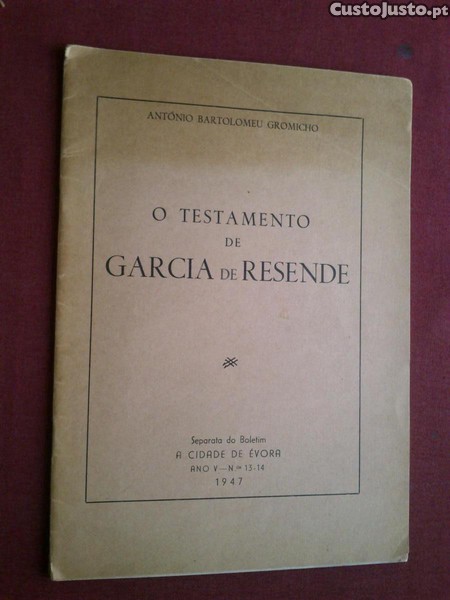 CustoJusto.pt
ANTÓNIO BARTOLOMEU GROMICHO
O TESTAMENTO
DE
GARCIA DE RESENDE
Separata do Boletim
A CIDADE DE ÉVORA
ANO V — N.os 13-14
1947